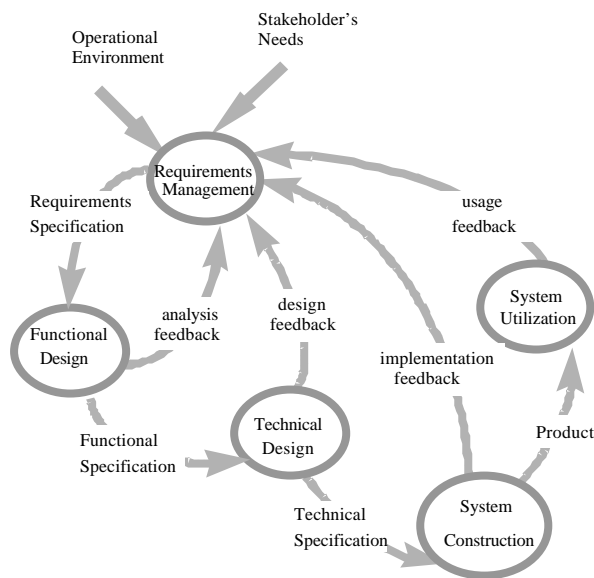 Stakeholder's
Needs
Operational
Environment
Requirements
Management
Requirements
Specification
usage
feedback
System
Utilization
analysis
feedback
design
feedback
Functional
Design
implementation
feedback
Technical
Design
Functional
Specification
Product
System
Construction
Technical
Specification